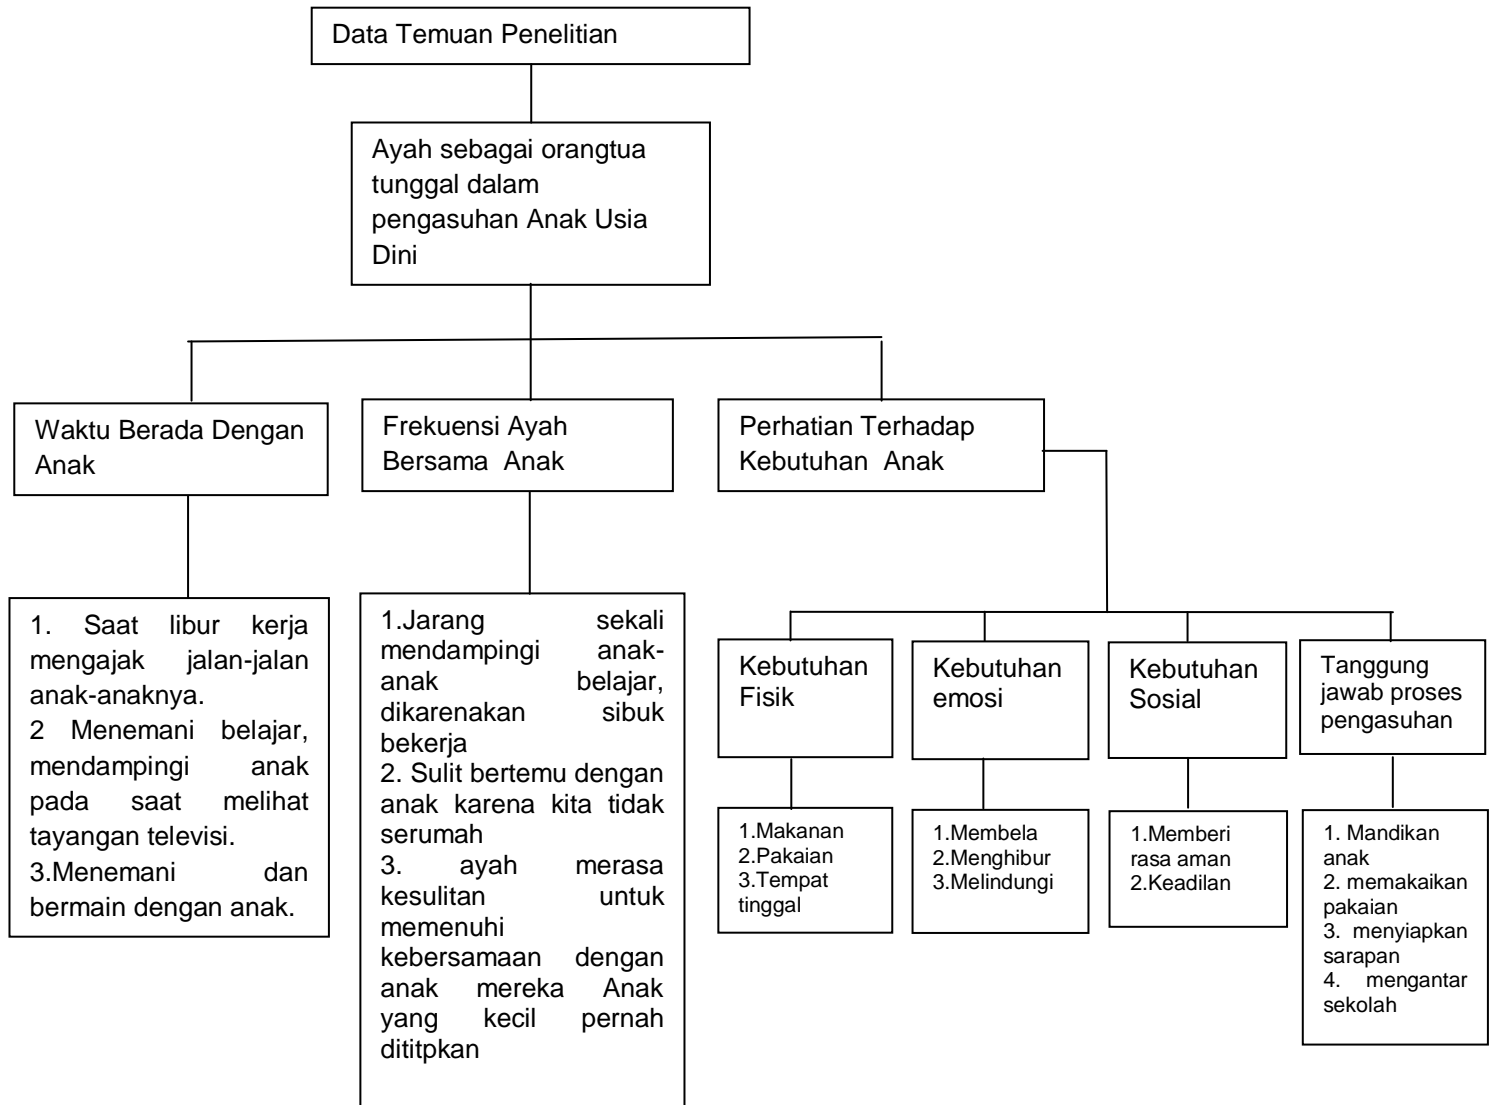 Data Temuan Penelitian
Ayah sebagai orangtua
tunggal dalam
pengasuhan Anak Usia
Dini
Waktu Berada Dengan
Anak
Frekuensi Ayah
Bersama Anak
Perhatian Terhadap
Kebutuhan Anak
1. Saat libur kerja
mengajak jalan-jalan
anak-anaknya.
2 Menemani belajar,
mendampingi anak
pada saat melihat
tayangan televisi.
3.Menemani dan
bermain dengan anak.
1.Jarang sekali
mendampingi anak-
anak belajar,
dikarenakan sibuk
bekerja
2. Sulit bertemu dengan
anak karena kita tidak
serumah
3. ayah merasa
kesulitan untuk
memenuhi
kebersamaan dengan
anak mereka Anak
yang kecil pernah
dititpkan
Kebutuhan
Fisik
Kebutuhan
emosi
Kebutuhan
Sosial
Tanggung
jawab proses
pengasuhan
1.Makanan
2.Pakaian
3.Tempat
tinggal
1.Membela
2.Menghibur
3.Melindungi
1.Memberi
rasa aman
2.Keadilan
1. Mandikan
anak
2. memakaikan
pakaian
3. menyiapkan
sarapan
4. mengantar
sekolah